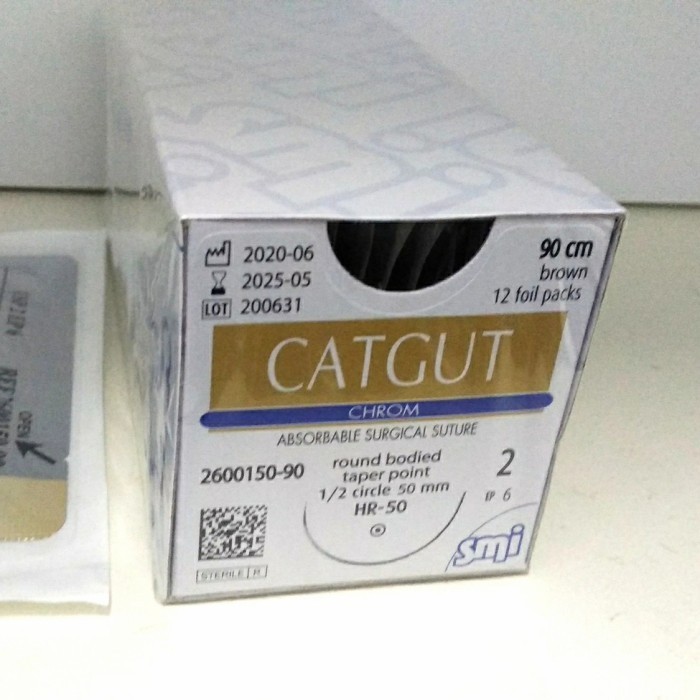 2020-06
2025-05
LOT 200631
90 cm
brown
12 foil packs
CATGUT
CHROM
ABSORBABLE SURGICAL SUTURE
2600150-90
round bodied
taper point
1/2 circle 50 mm
HR-50
2
EP 6
STERILE R
smi
OPEN